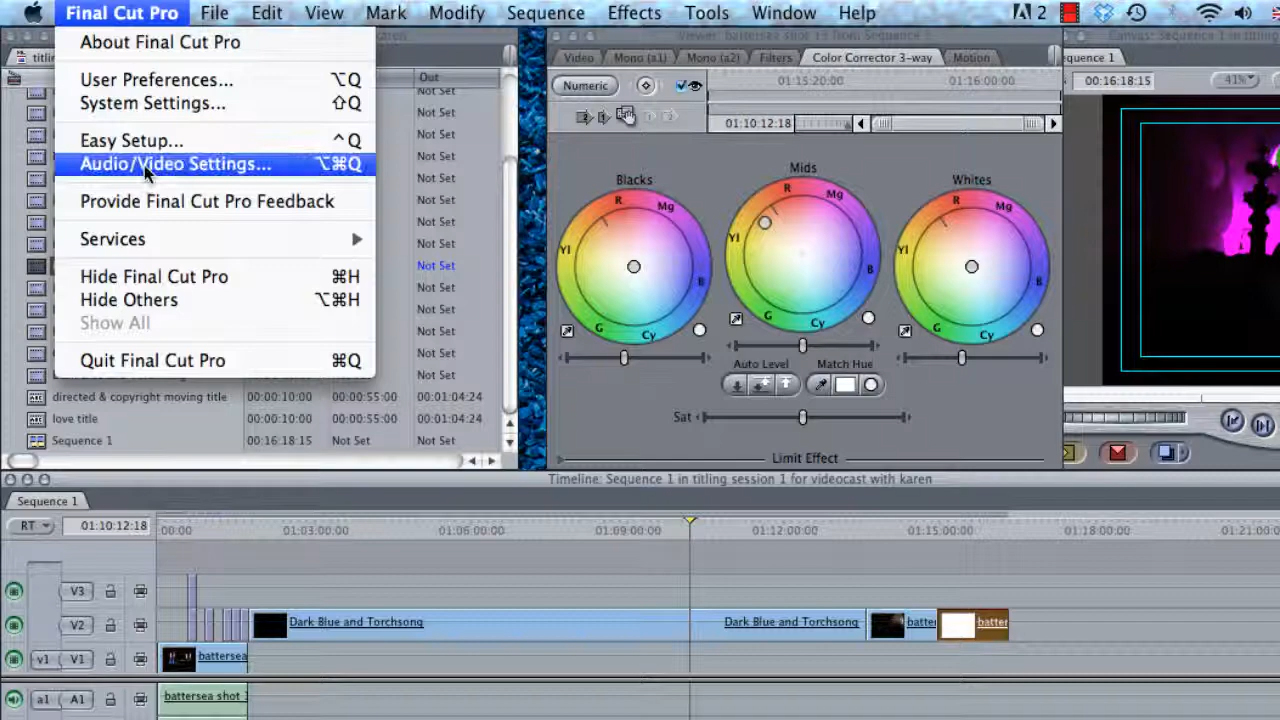 Final Cut Pro File Edit View Mark Modify Sequence Effects Tools Window Help 2
About Final Cut Pro
User Preferences... ⌥Q
System Settings... ⇧Q
Easy Setup... ^Q
Audio/Video Settings... ⌥⌘Q
Provide Final Cut Pro Feedback
Services
Hide Final Cut Pro ⌘H
Hide Others ⌥⌘H
Show All
Quit Final Cut Pro ⌘Q
Out
Not Set
Not Set
Not Set
Not Set
Not Set
Not Set
Not Set
Not Set
Not Set
Not Set
Not Set
Not Set
Not Set
Not Set
directed & copyright moving title 00:00:10:00 00:00:55:00 00:01:04:24
love title 00:00:10:00 00:00:55:00 00:01:04:24
Sequence 1 00:16:18:15 Not Set Not Set
Video Mono (a1) Mono (a2) Filters Color Corrector 3-way Motion
Numeric 01:15:20:00 01:16:00:00
01:10:12:18
Blacks Mids Whites
R Mg B Cy G Yl
R Mg B Cy G Yl
R Mg B Cy G Yl
Auto Level Match Hue
Sat
Limit Effect
Canvas: Sequence 1 in titling
quence 1
00:16:18:15 41%
Timeline: Sequence 1 in titling session 1 for videocast with karen
Sequence 1
RT 01:10:12:18 00:00 01:03:00:00 01:06:00:00 01:09:00:00 01:12:00:00 01:15:00:00 01:18:00:00 01:21:00:00
V3
V2 Dark Blue and Torchsong Dark Blue and Torchsong batter batter
v1 V1 battersea
a1 A1 battersea shot 1